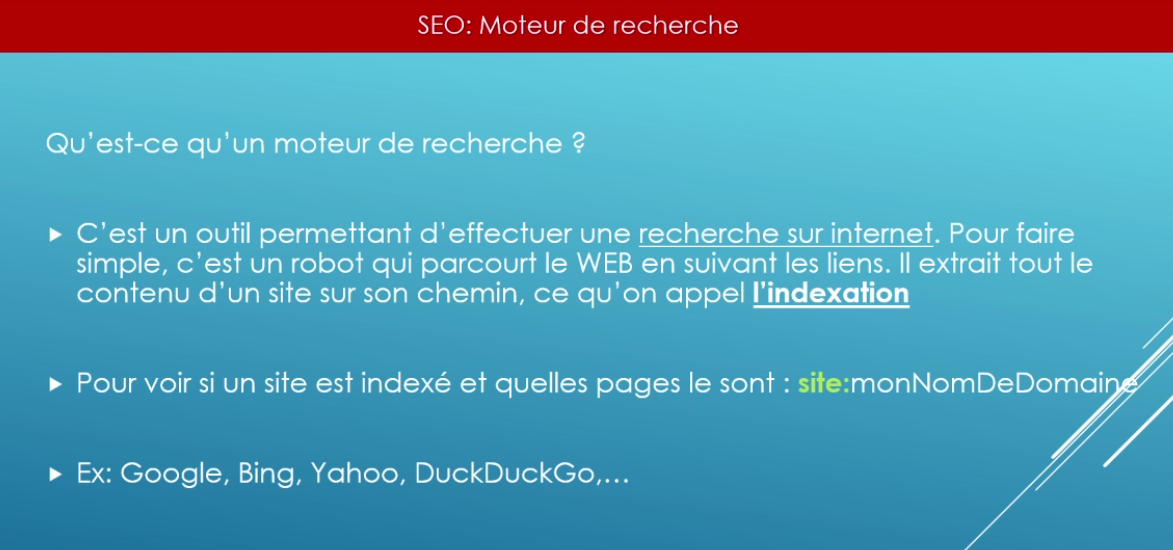 SEO: Moteur de recherche
Qu’est-ce qu’un moteur de recherche ?
C’est un outil permettant d’effectuer une recherche sur internet. Pour faire
simple, c’est un robot qui parcourt le WEB en suivant les liens. Il extrait tout le
contenu d’un site sur son chemin, ce qu’on appel l’indexation
Pour voir si un site est indexé et quelles pages le sont : site:monNomDeDomaine
Ex: Google, Bing, Yahoo, DuckDuckGo,…